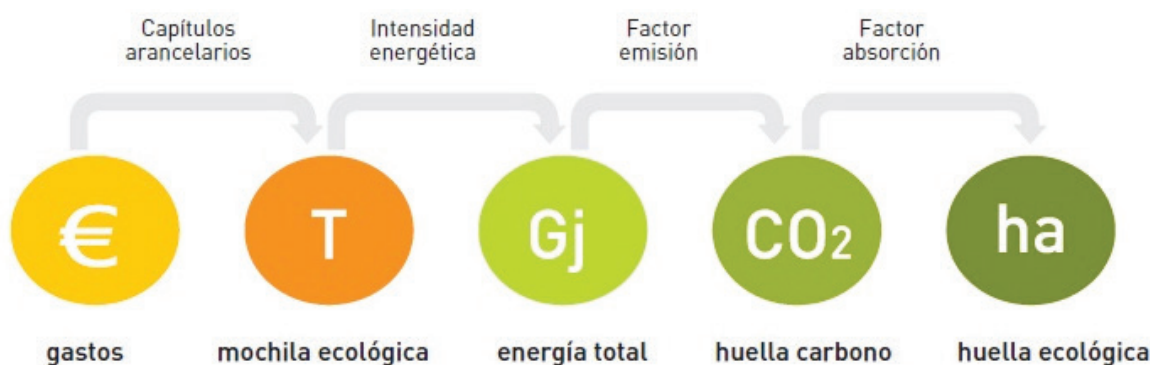 Capítulos
arancelarios
Intensidad
energética
Factor
emisión
Factor
absorción
€
T
Gj
CO₂
ha
gastos
mochila ecológica
energía total
huella carbono
huella ecológica